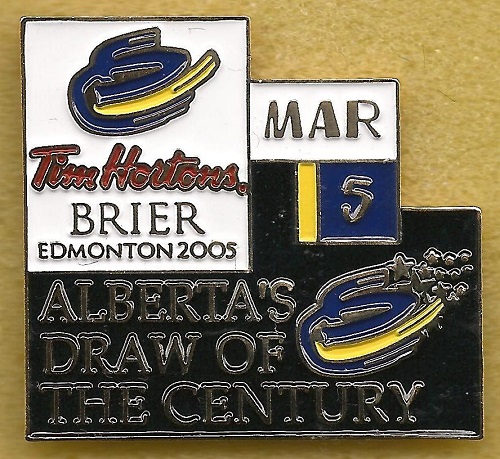 Tim Hortons.
BRIER
EDMONTON 2005
MAR
5
ALBERTA'S
DRAW OF
THE CENTURY